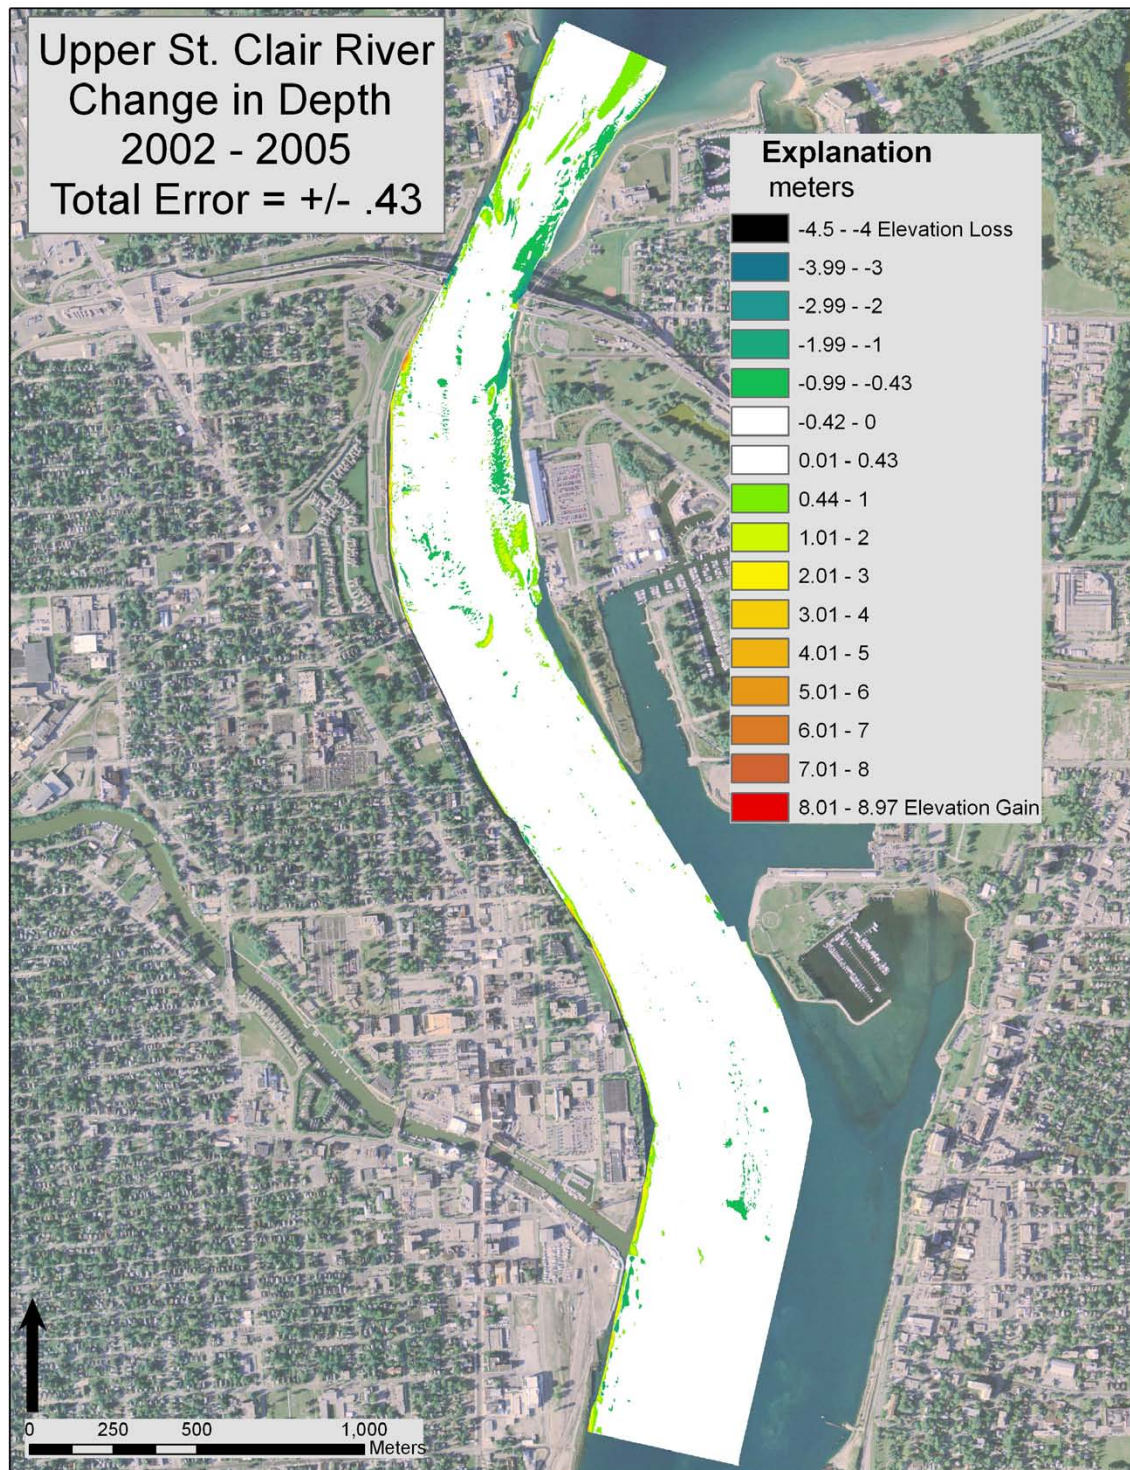 Upper St. Clair River
Change in Depth
2002 - 2005
Total Error = +/- .43
Explanation
meters
-4.5 - -4 Elevation Loss
-3.99 - -3
-2.99 - -2
-1.99 - -1
-0.99 - -0.43
-0.42 - 0
0.01 - 0.43
0.44 - 1
1.01 - 2
2.01 - 3
3.01 - 4
4.01 - 5
5.01 - 6
6.01 - 7
7.01 - 8
8.01 - 8.97 Elevation Gain
0 250 500 1,000
Meters